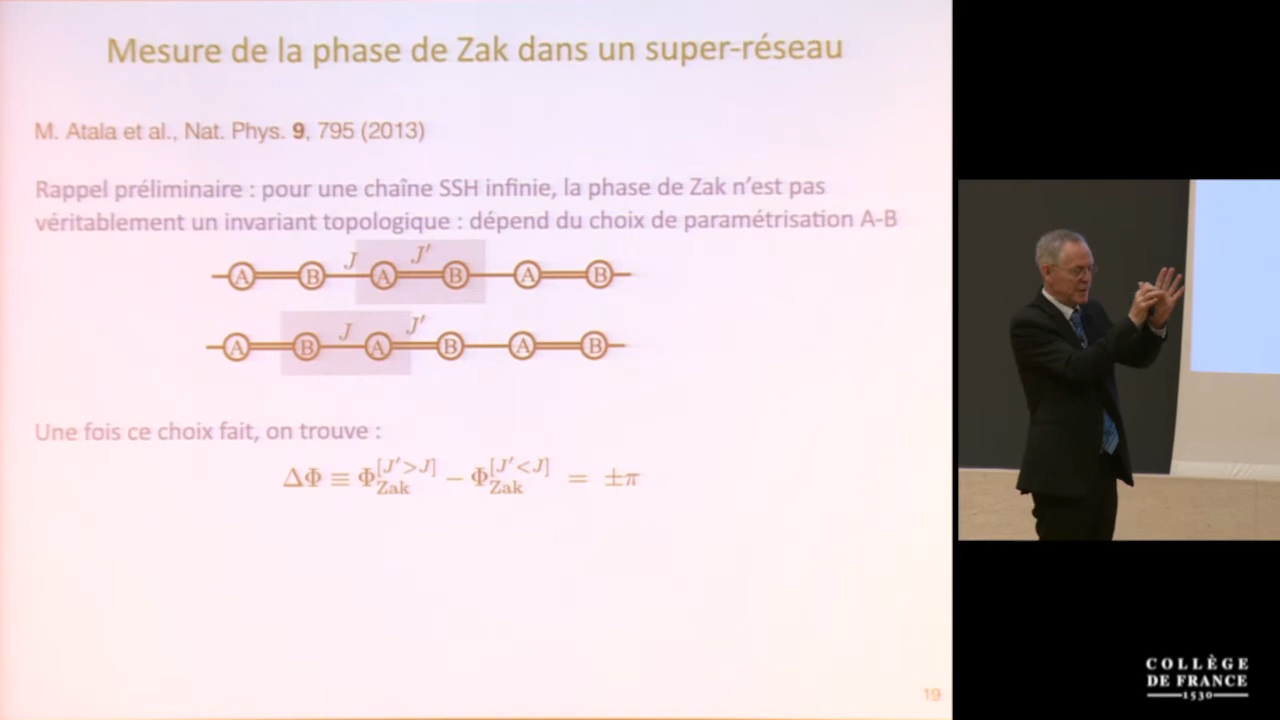 Mesure de la phase de Zak dans un super-réseau
M. Atala et al., Nat. Phys. 9, 795 (2013)
Rappel préliminaire : pour une chaîne SSH infinie, la phase de Zak n'est pas
véritablement un invariant topologique : dépend du choix de paramétrisation A-B
J J′
A B A B A B
J J′
A B A B A B
Une fois ce choix fait, on trouve :
ΔΦ ≡ Φ_Zak^[J′>J] − Φ_Zak^[J′<J] = ±π
19
COLLÈGE
DE FRANCE
1530